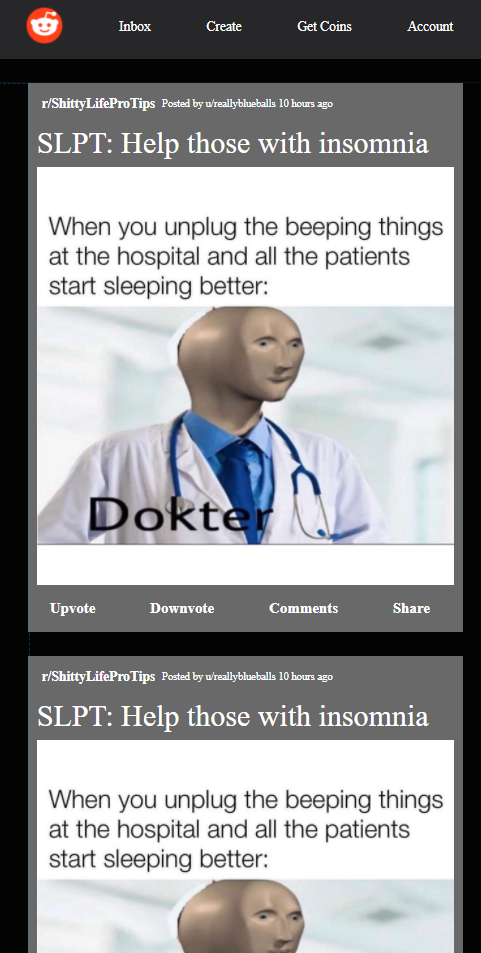 Inbox Create Get Coins Account
r/ShittyLifeProTips Posted by u/reallyblueballs 10 hours ago
SLPT: Help those with insomnia
When you unplug the beeping things
at the hospital and all the patients
start sleeping better:
Dokter
Upvote Downvote Comments Share
r/ShittyLifeProTips Posted by u/reallyblueballs 10 hours ago
SLPT: Help those with insomnia
When you unplug the beeping things
at the hospital and all the patients
start sleeping better: